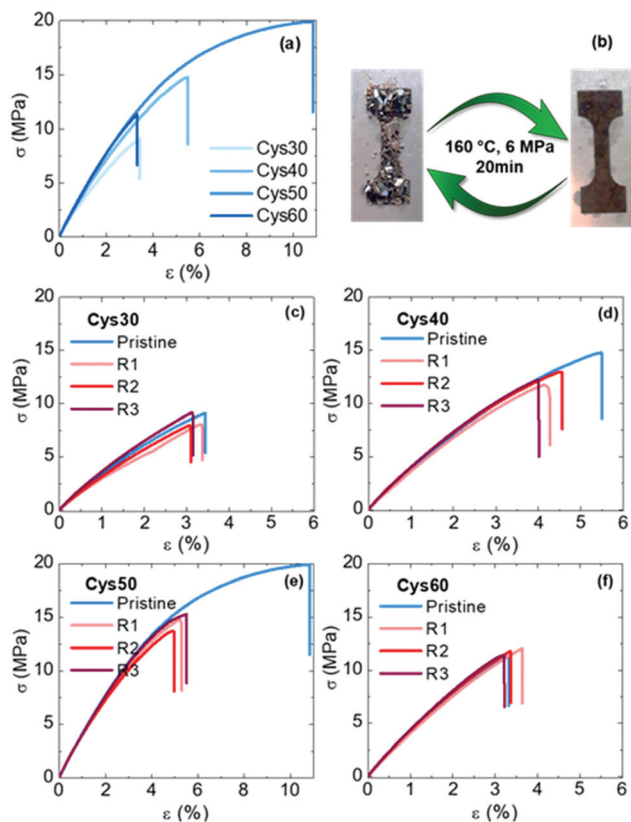 (a)
20
15
10
5
0
σ (MPa)
Cys30
Cys40
Cys50
Cys60
0 2 4 6 8 10
ε (%)
(b)
160 °C, 6 MPa
20min
(c)
Cys30
Pristine
R1
R2
R3
20
15
10
5
0
σ (MPa)
0 1 2 3 4 5 6
ε (%)
(d)
Cys40
Pristine
R1
R2
R3
20
15
10
5
0
σ (MPa)
0 1 2 3 4 5 6
ε (%)
(e)
Cys50
Pristine
R1
R2
R3
20
15
10
5
0
σ (MPa)
0 2 4 6 8 10
ε (%)
(f)
Cys60
Pristine
R1
R2
R3
20
15
10
5
0
σ (MPa)
0 1 2 3 4 5 6
ε (%)